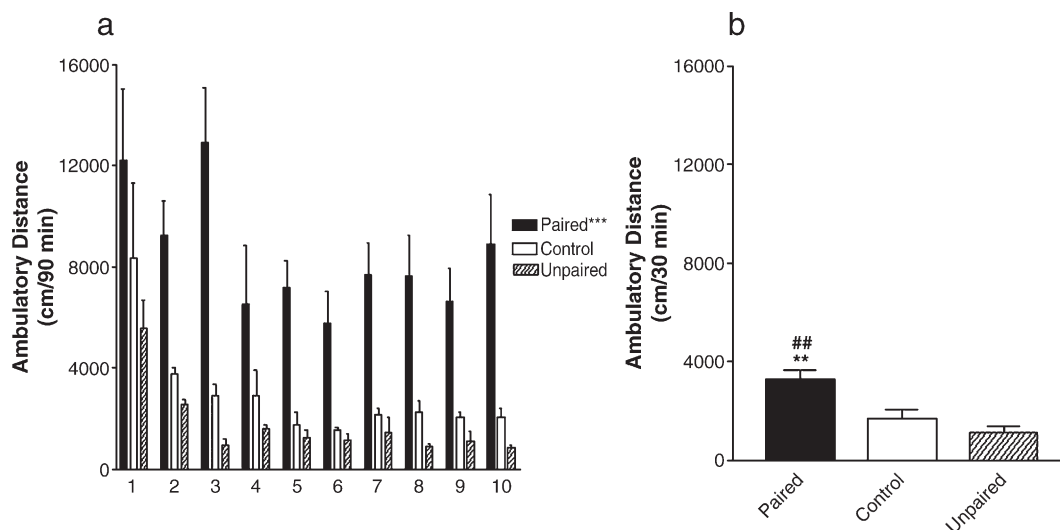 a
Ambulatory Distance
(cm/90 min)
16000
12000
8000
4000
0
1 2 3 4 5 6 7 8 9 10
Paired***
Control
Unpaired
b
Ambulatory Distance
(cm/30 min)
16000
12000
8000
4000
0
##
**
Paired
Control
Unpaired